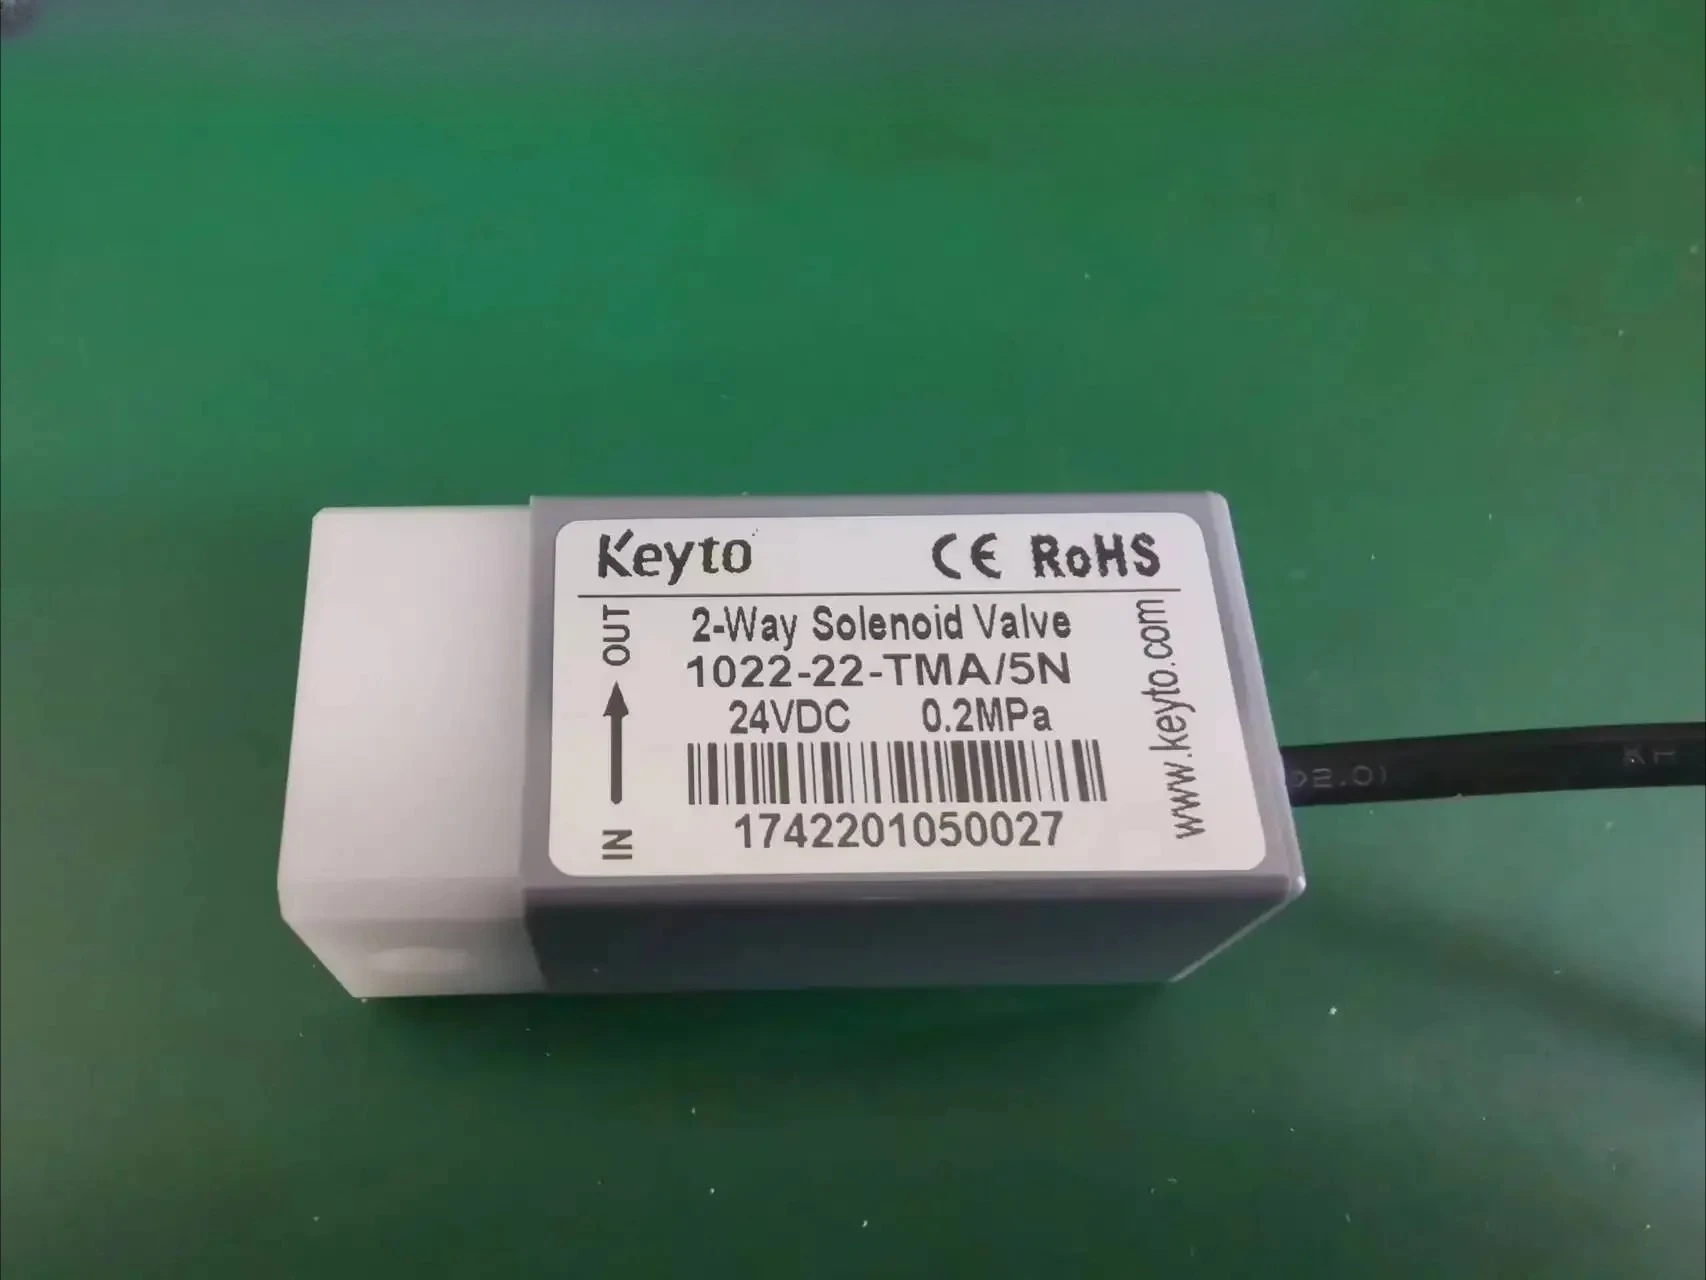 Keyto CE RoHS
2-Way Solenoid Valve
1022-22-TMA/5N
24VDC 0.2MPa
1742201050027
IN OUT
www.keyto.com